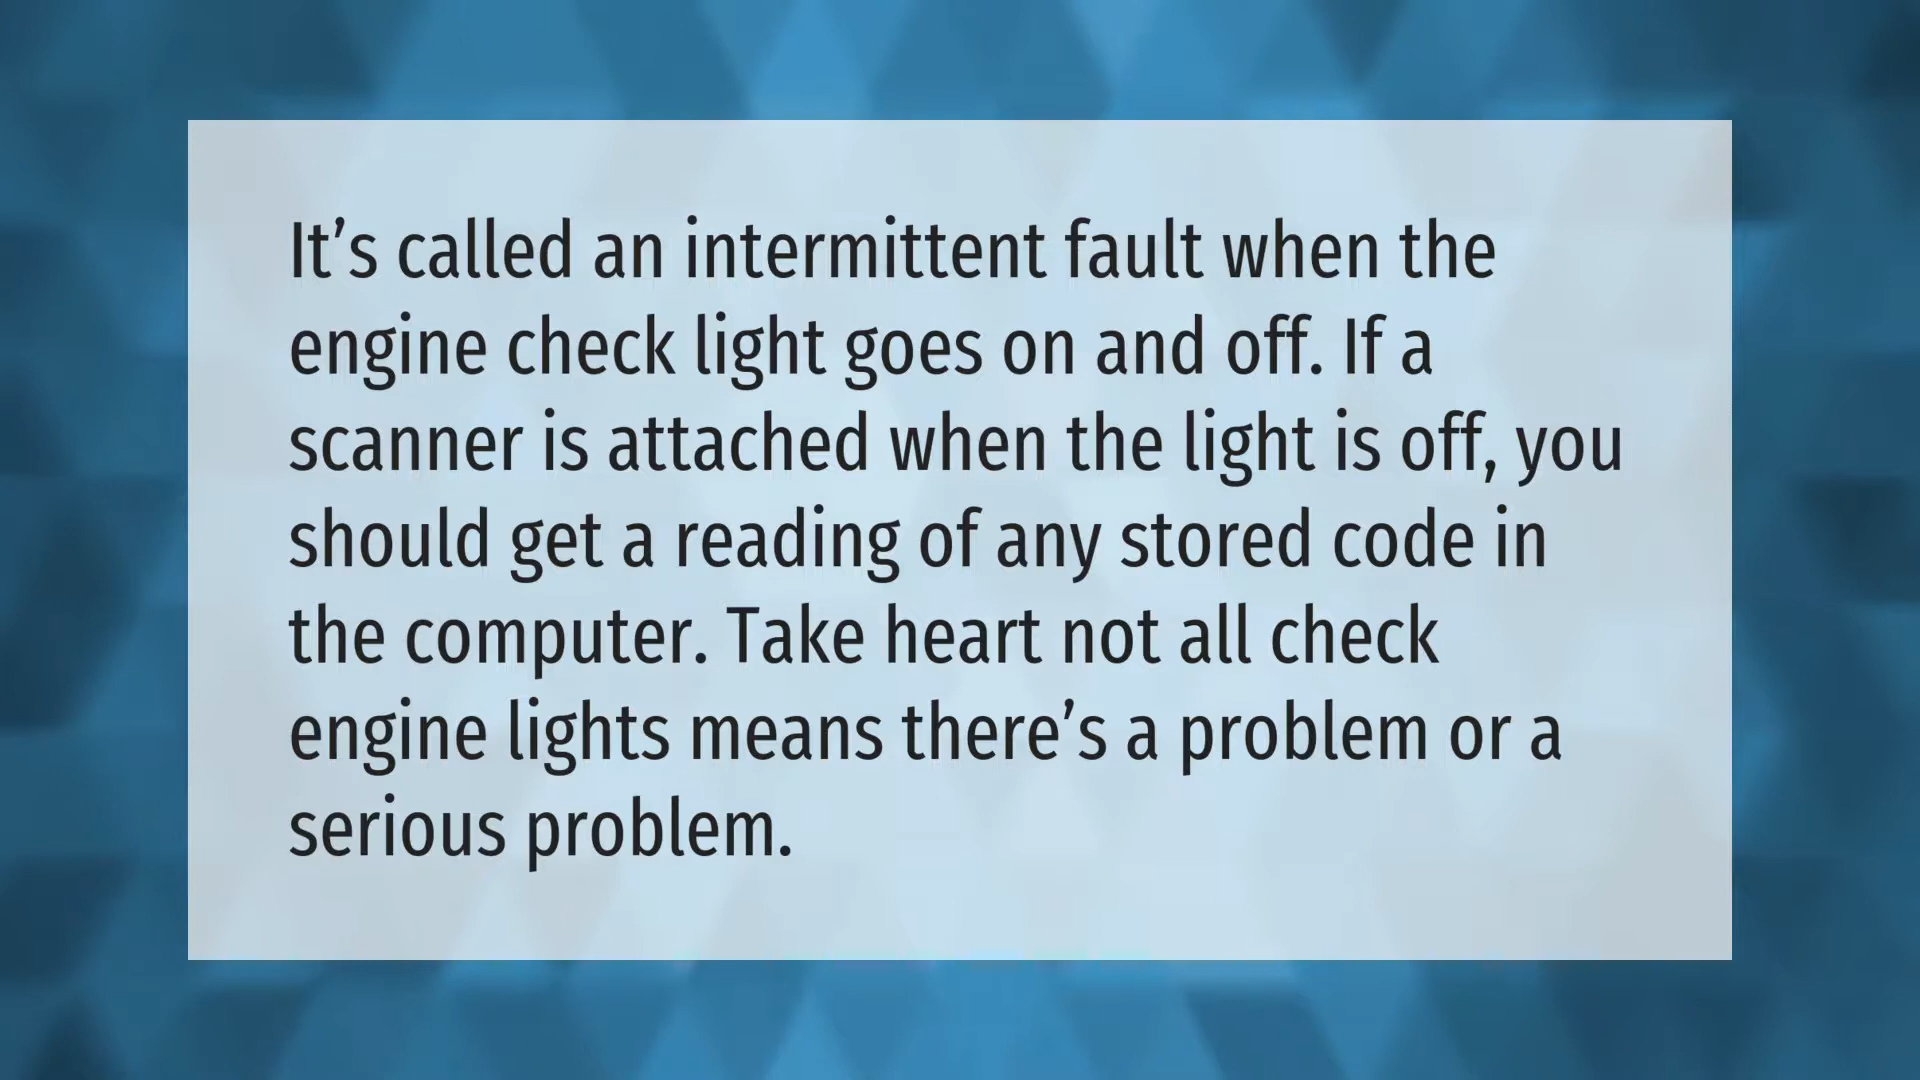 It’s called an intermittent fault when the
engine check light goes on and off. If a
scanner is attached when the light is off, you
should get a reading of any stored code in
the computer. Take heart not all check
engine lights means there’s a problem or a
serious problem.